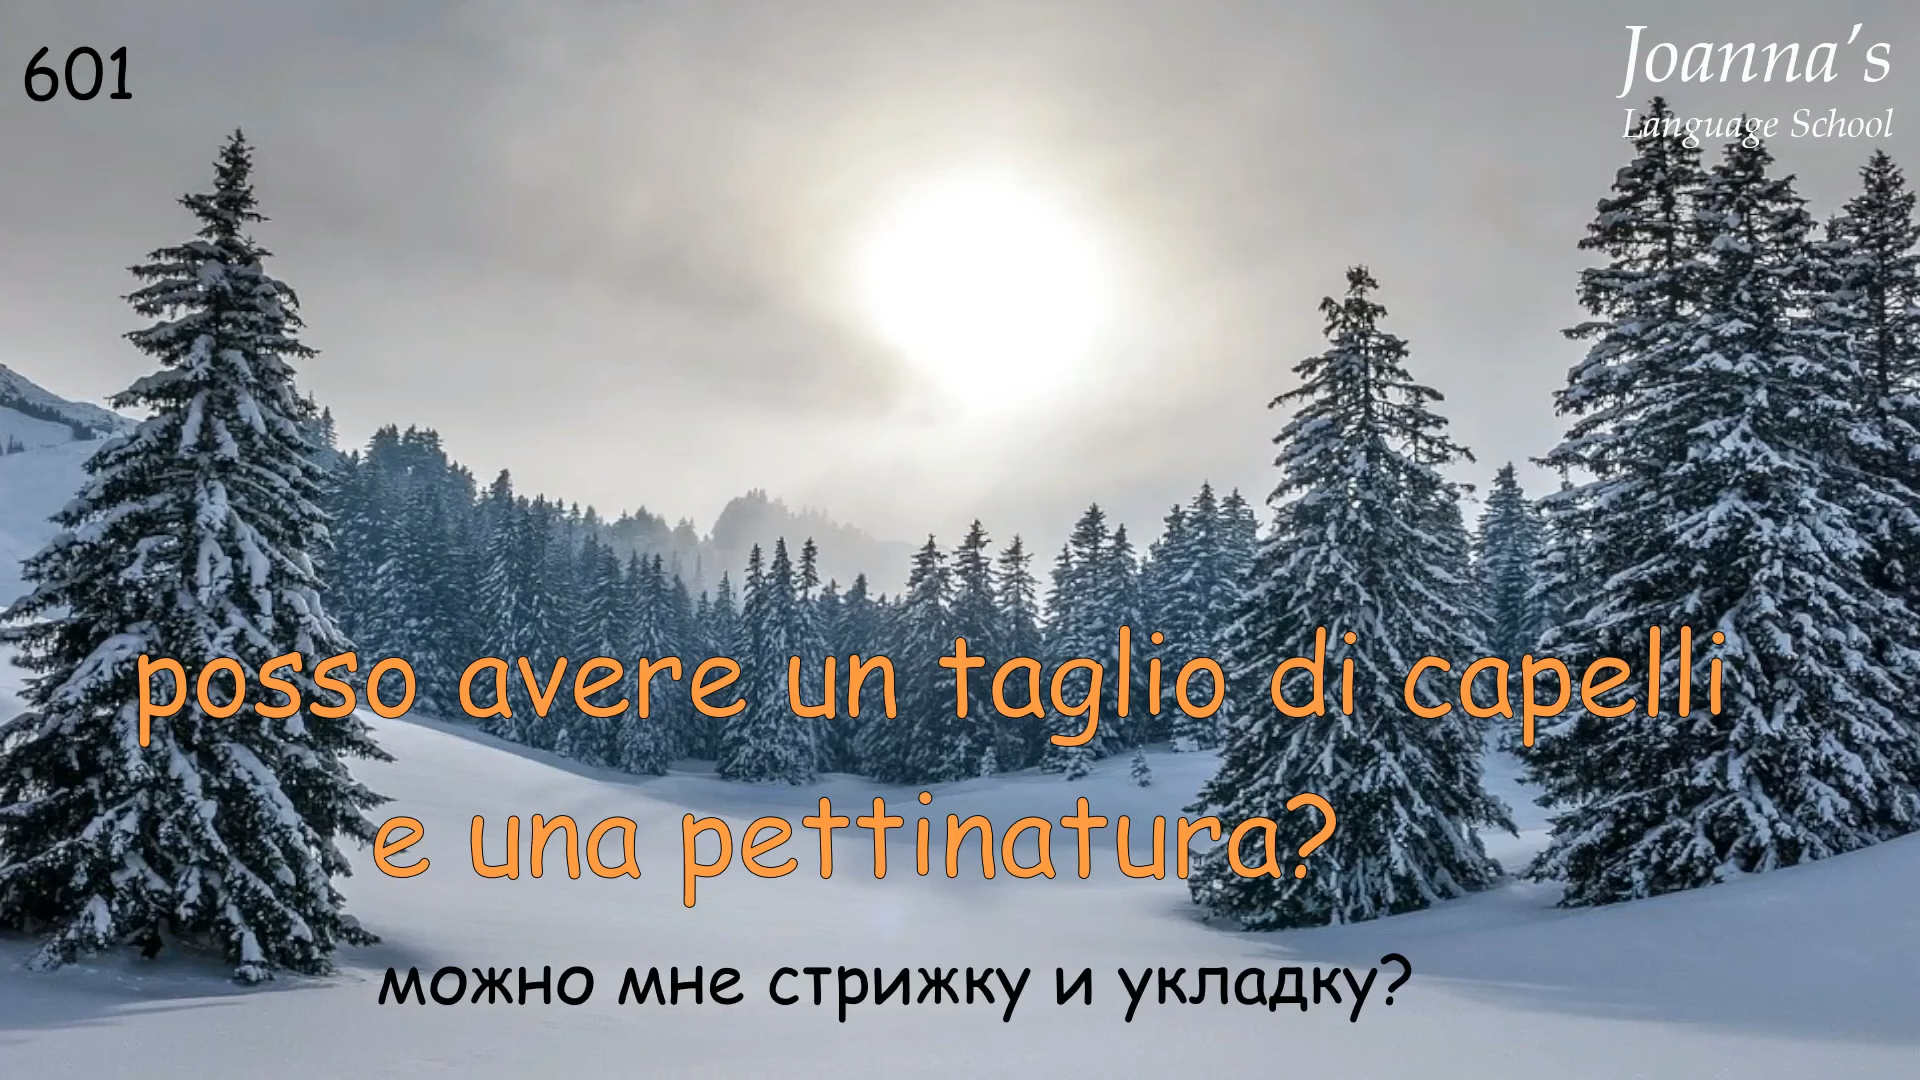 601
Joanna's
Language School
posso avere un taglio di capelli
e una pettinatura?
можно мне стрижку и укладку?